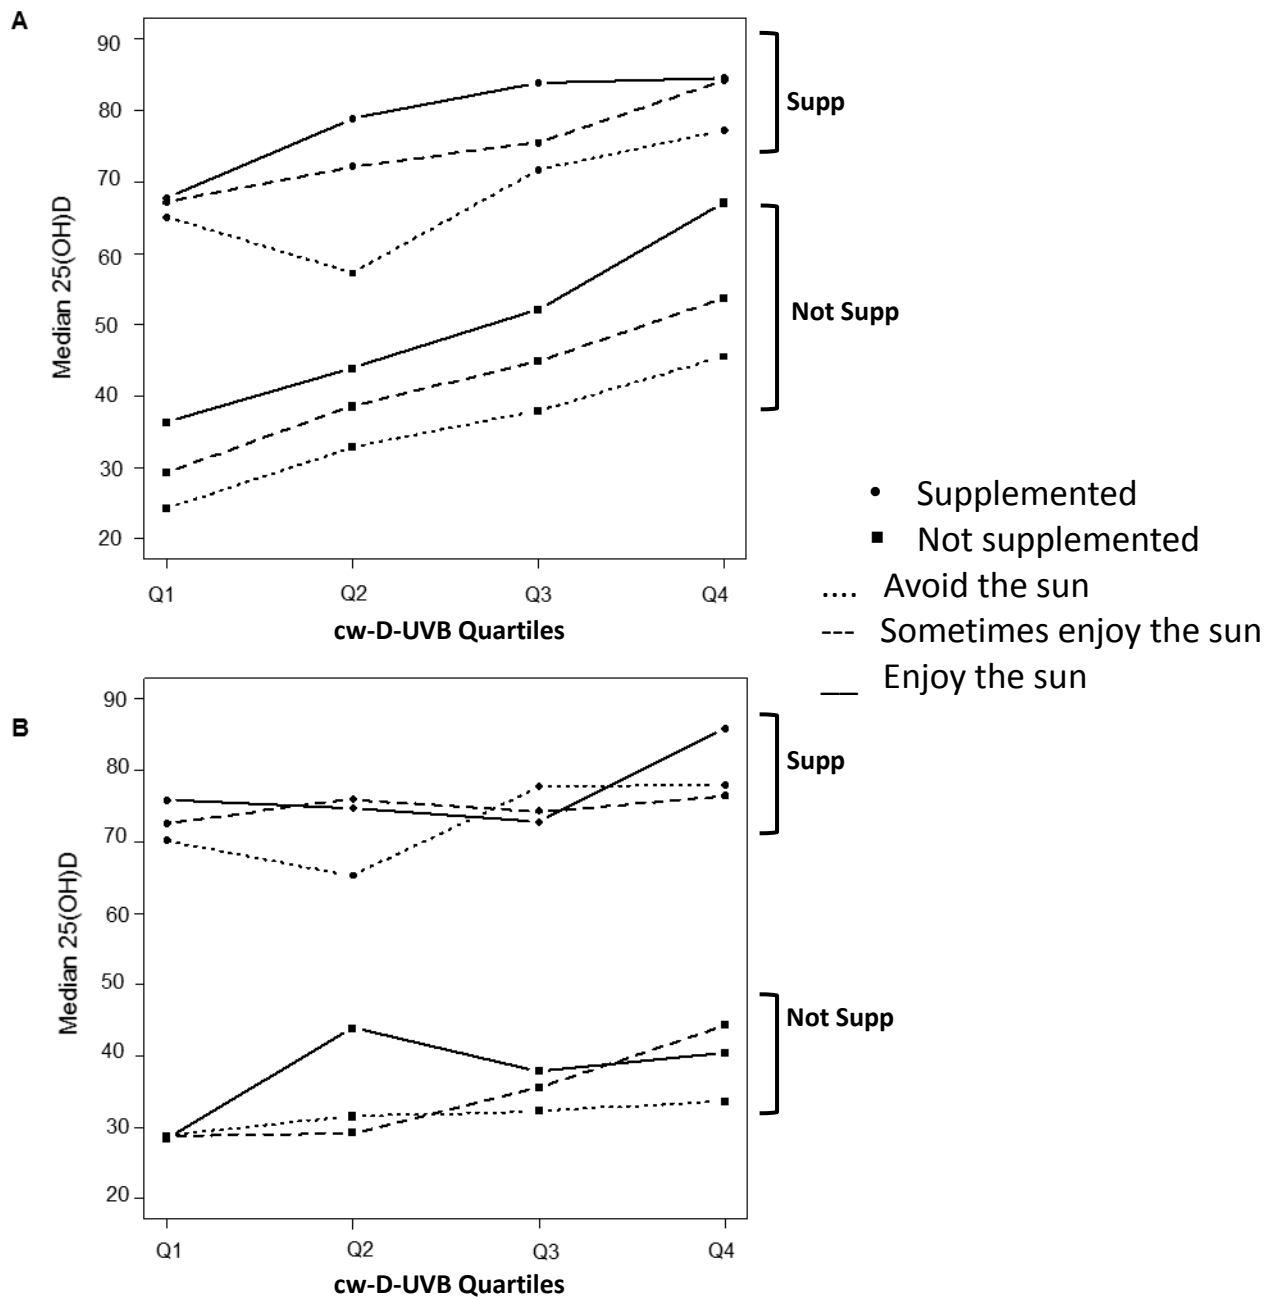 A
90
80
70
60
50
40
30
20
Median 25(OH)D
Q1 Q2 Q3 Q4
cw-D-UVB Quartiles
Supp
Not Supp
• Supplemented
■ Not supplemented
.... Avoid the sun
--- Sometimes enjoy the sun
__ Enjoy the sun
B
90
80
70
60
50
40
30
20
Median 25(OH)D
Q1 Q2 Q3 Q4
cw-D-UVB Quartiles
Supp
Not Supp